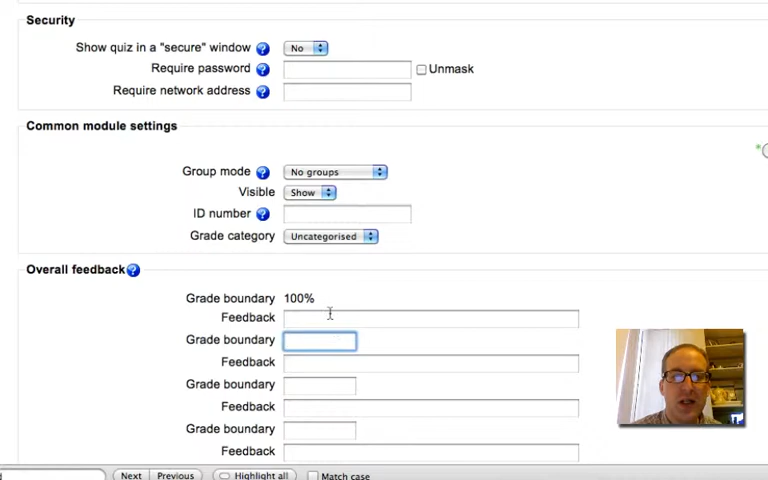 Security
Show quiz in a "secure" window ? No
Require password ? Unmask
Require network address ?
Common module settings
*
Group mode ? No groups
Visible Show
ID number ?
Grade category Uncategorised
Overall feedback ?
Grade boundary 100%
Feedback
Grade boundary
Feedback
Grade boundary
Feedback
Grade boundary
Feedback
Next Previous Highlight all Match case